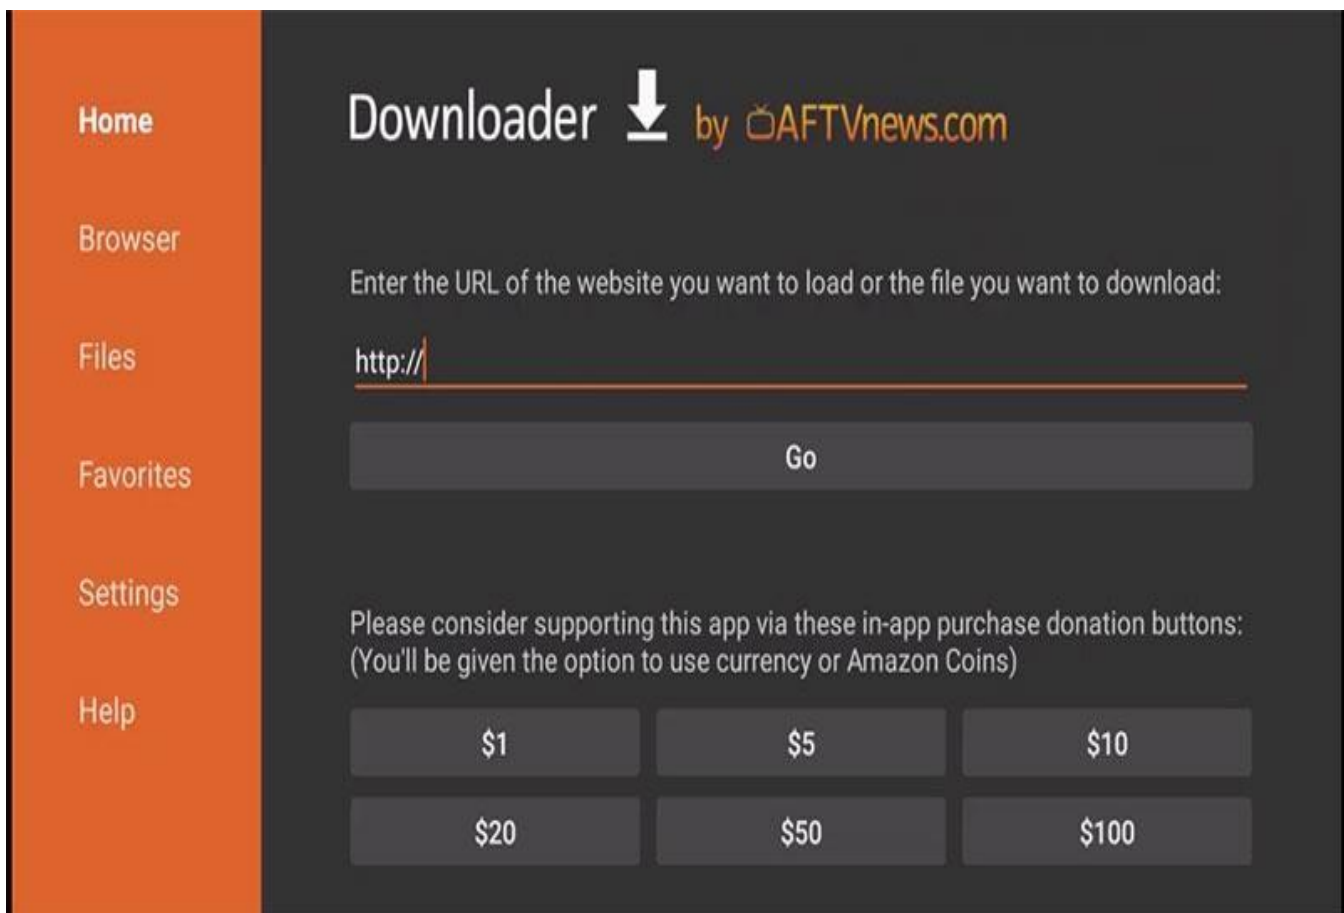 Home
Browser
Files
Favorites
Settings
Help
Downloader by AFTVnews.com
Enter the URL of the website you want to load or the file you want to download:
http://
Go
Please consider supporting this app via these in-app purchase donation buttons:
(You'll be given the option to use currency or Amazon Coins)
$1 $5 $10
$20 $50 $100